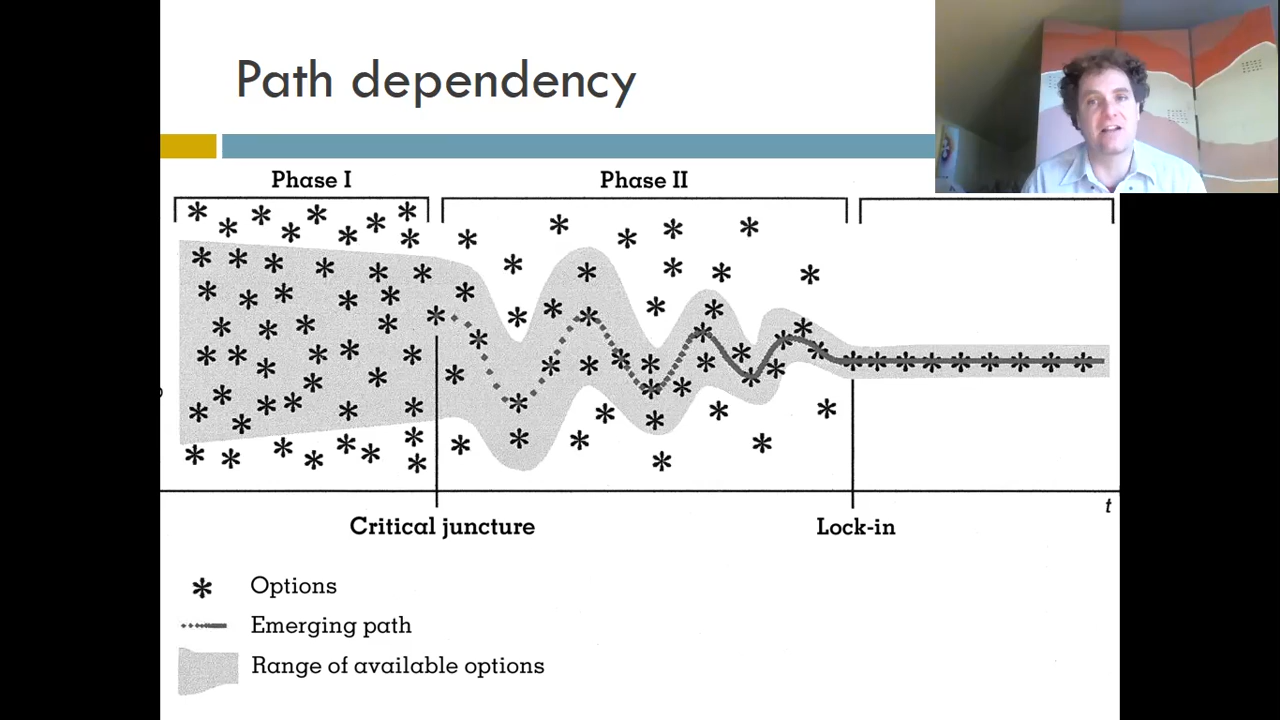 Path dependency
Phase I
Phase II
t
Critical juncture
Lock-in
* Options
Emerging path
Range of available options